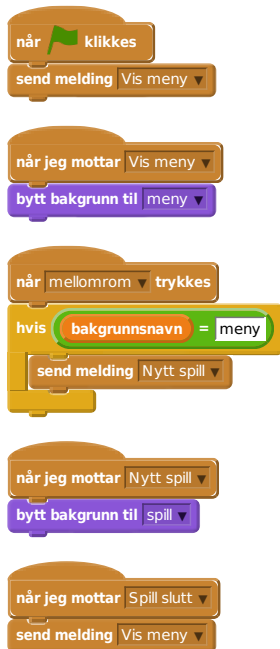 når klikkes
send melding Vis meny
når jeg mottar Vis meny
bytt bakgrunn til meny
når mellomrom trykkes
hvis bakgrunnsnavn = meny
send melding Nytt spill
når jeg mottar Nytt spill
bytt bakgrunn til spill
når jeg mottar Spill slutt
send melding Vis meny